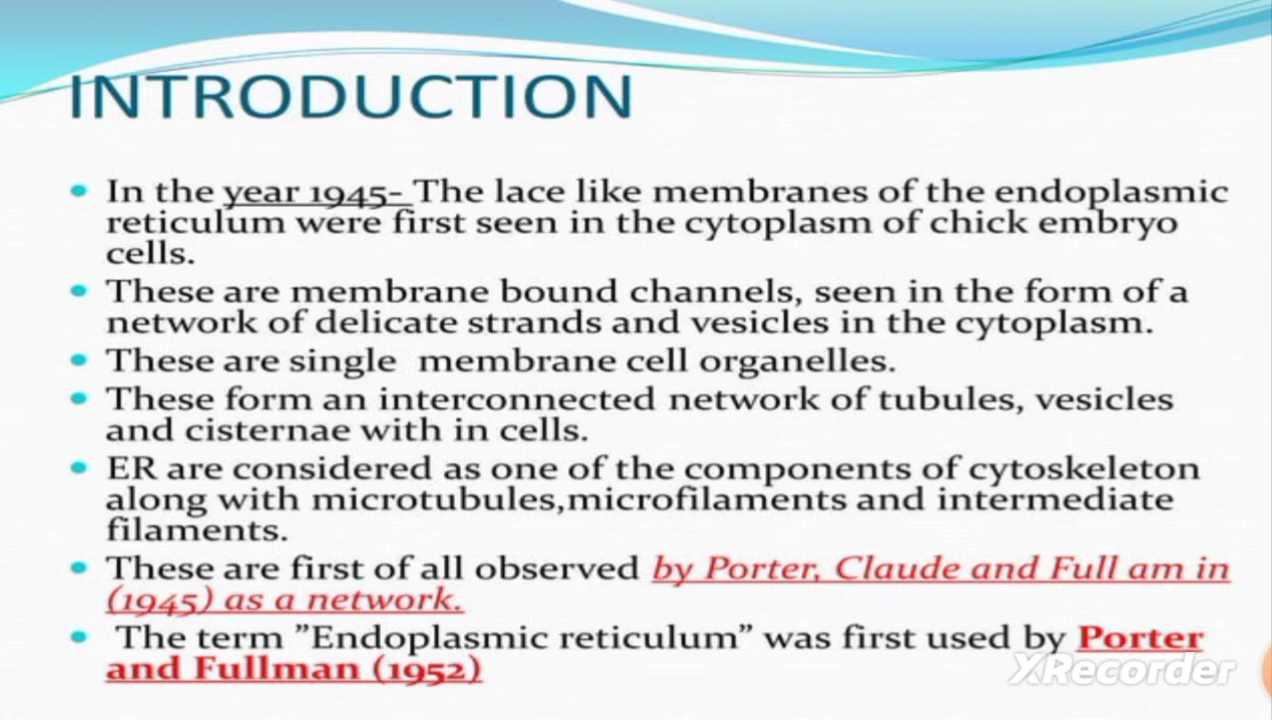 INTRODUCTION
In the year 1945- The lace like membranes of the endoplasmic
reticulum were first seen in the cytoplasm of chick embryo
cells.
These are membrane bound channels, seen in the form of a
network of delicate strands and vesicles in the cytoplasm.
These are single membrane cell organelles.
These form an interconnected network of tubules, vesicles
and cisternae with in cells.
ER are considered as one of the components of cytoskeleton
along with microtubules,microfilaments and intermediate
filaments.
These are first of all observed by Porter, Claude and Full am in
(1945) as a network.
The term ”Endoplasmic reticulum” was first used by Porter
and Fullman (1952)
XRecorder